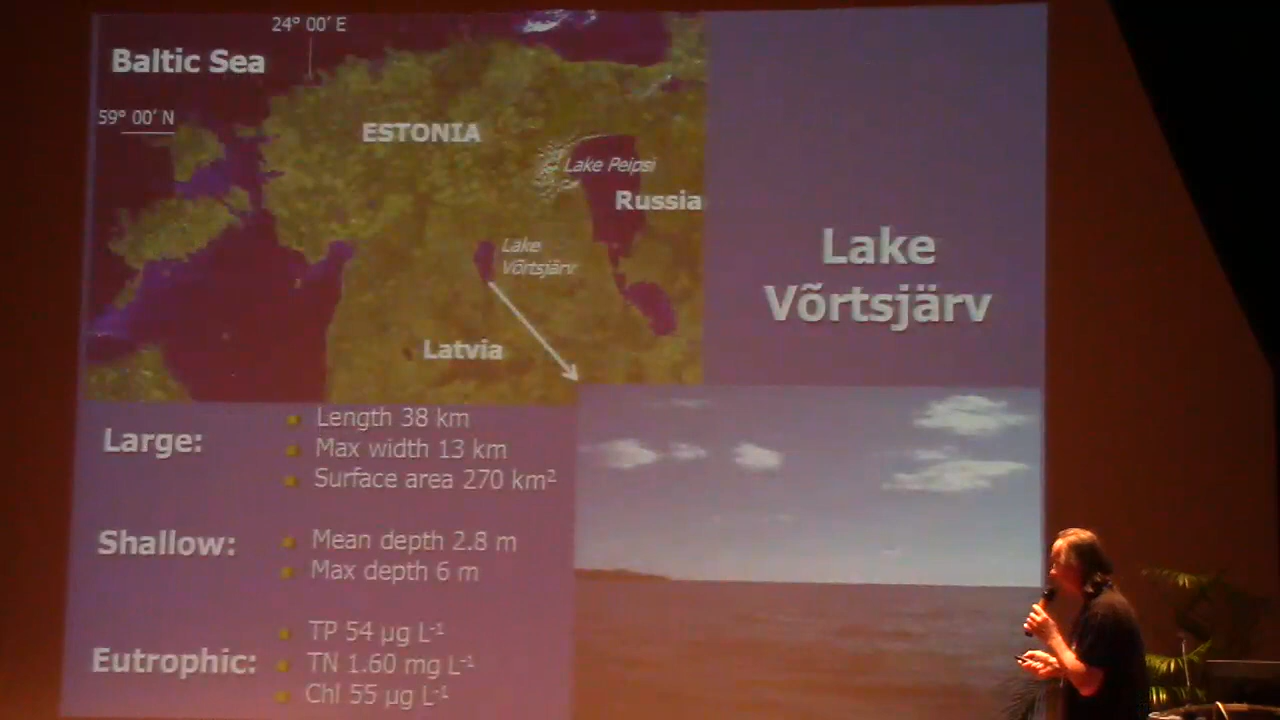 24° 00′ E
Baltic Sea
59° 00′ N
ESTONIA
Lake Peipsi
Russia
Lake
Võrtsjärv
Latvia
Lake
Võrtsjärv
Large:
Length 38 km
Max width 13 km
Surface area 270 km²
Shallow:
Mean depth 2.8 m
Max depth 6 m
Eutrophic:
TP 54 µg L⁻¹
TN 1.60 mg L⁻¹
Chl 55 µg L⁻¹